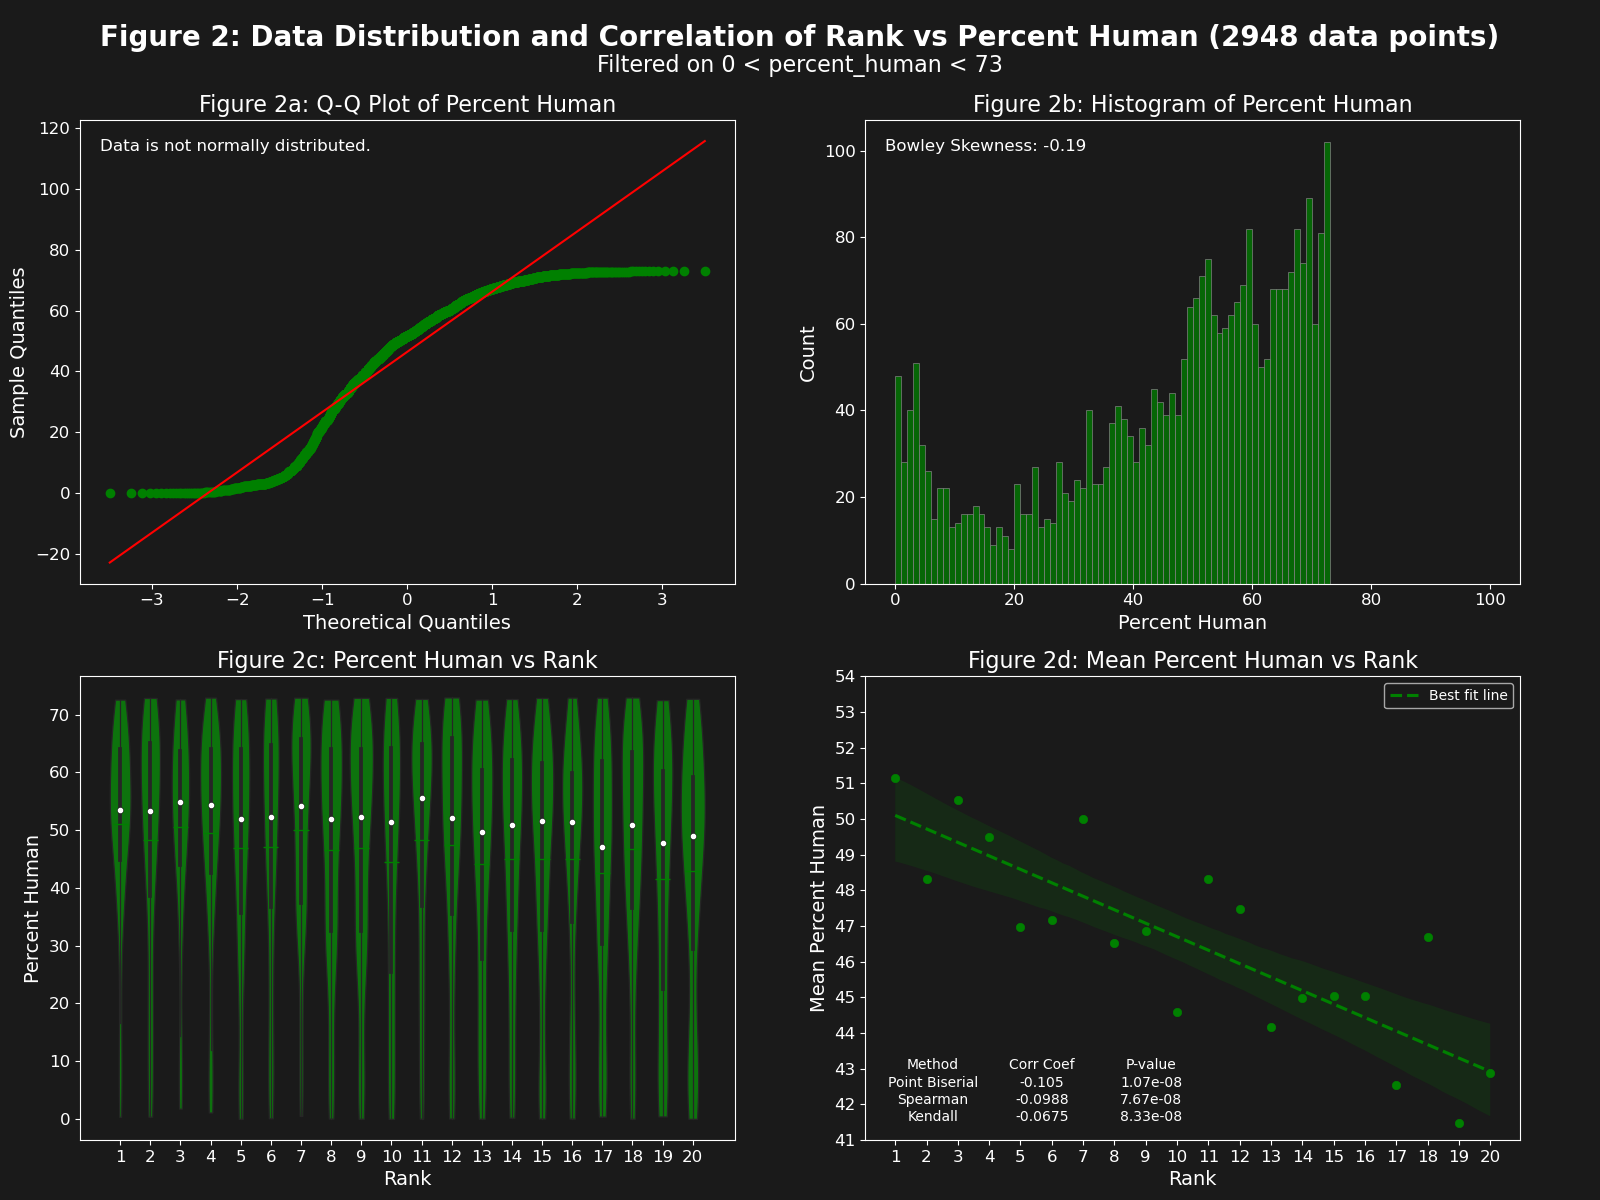 Figure 2: Data Distribution and Correlation of Rank vs Percent Human (2948 data points)
Filtered on 0 < percent_human < 73
Figure 2a: Q-Q Plot of Percent Human
Data is not normally distributed.
120
100
80
60
40
20
0
−20
Sample Quantiles
−3 −2 −1 0 1 2 3
Theoretical Quantiles
Figure 2b: Histogram of Percent Human
Bowley Skewness: -0.19
100
80
60
40
20
0
Count
0 20 40 60 80 100
Percent Human
Figure 2c: Percent Human vs Rank
70
60
50
40
30
20
10
0
Percent Human
1 2 3 4 5 6 7 8 9 10 11 12 13 14 15 16 17 18 19 20
Rank
Figure 2d: Mean Percent Human vs Rank
Best fit line
54
53
52
51
50
49
48
47
46
45
44
43
42
41
Mean Percent Human
Method Corr Coef P-value
Point Biserial -0.105 1.07e-08
Spearman -0.0988 7.67e-08
Kendall -0.0675 8.33e-08
1 2 3 4 5 6 7 8 9 10 11 12 13 14 15 16 17 18 19 20
Rank